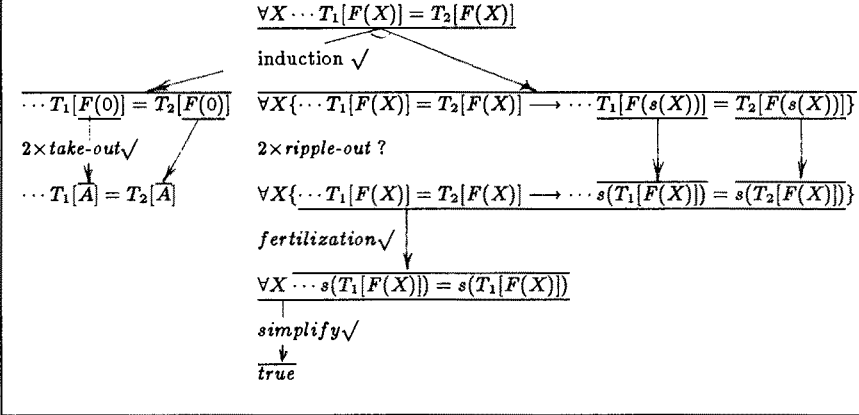 ∀X ⋯ T₁[F(X)] = T₂[F(X)]
induction √
⋯ T₁[F(0)] = T₂[F(0)] ∀X{⋯ T₁[F(X)] = T₂[F(X)] ⟶ ⋯ T₁[F(s(X))] = T₂[F(s(X))]}
2×take-out√ 2×ripple-out ?
⋯ T₁[A] = T₂[A] ∀X{⋯ T₁[F(X)] = T₂[F(X)] ⟶ ⋯ s(T₁[F(X)]) = s(T₂[F(X)])}
fertilization√
∀X ⋯ s(T₁[F(X)]) = s(T₁[F(X)])
simplify√
true